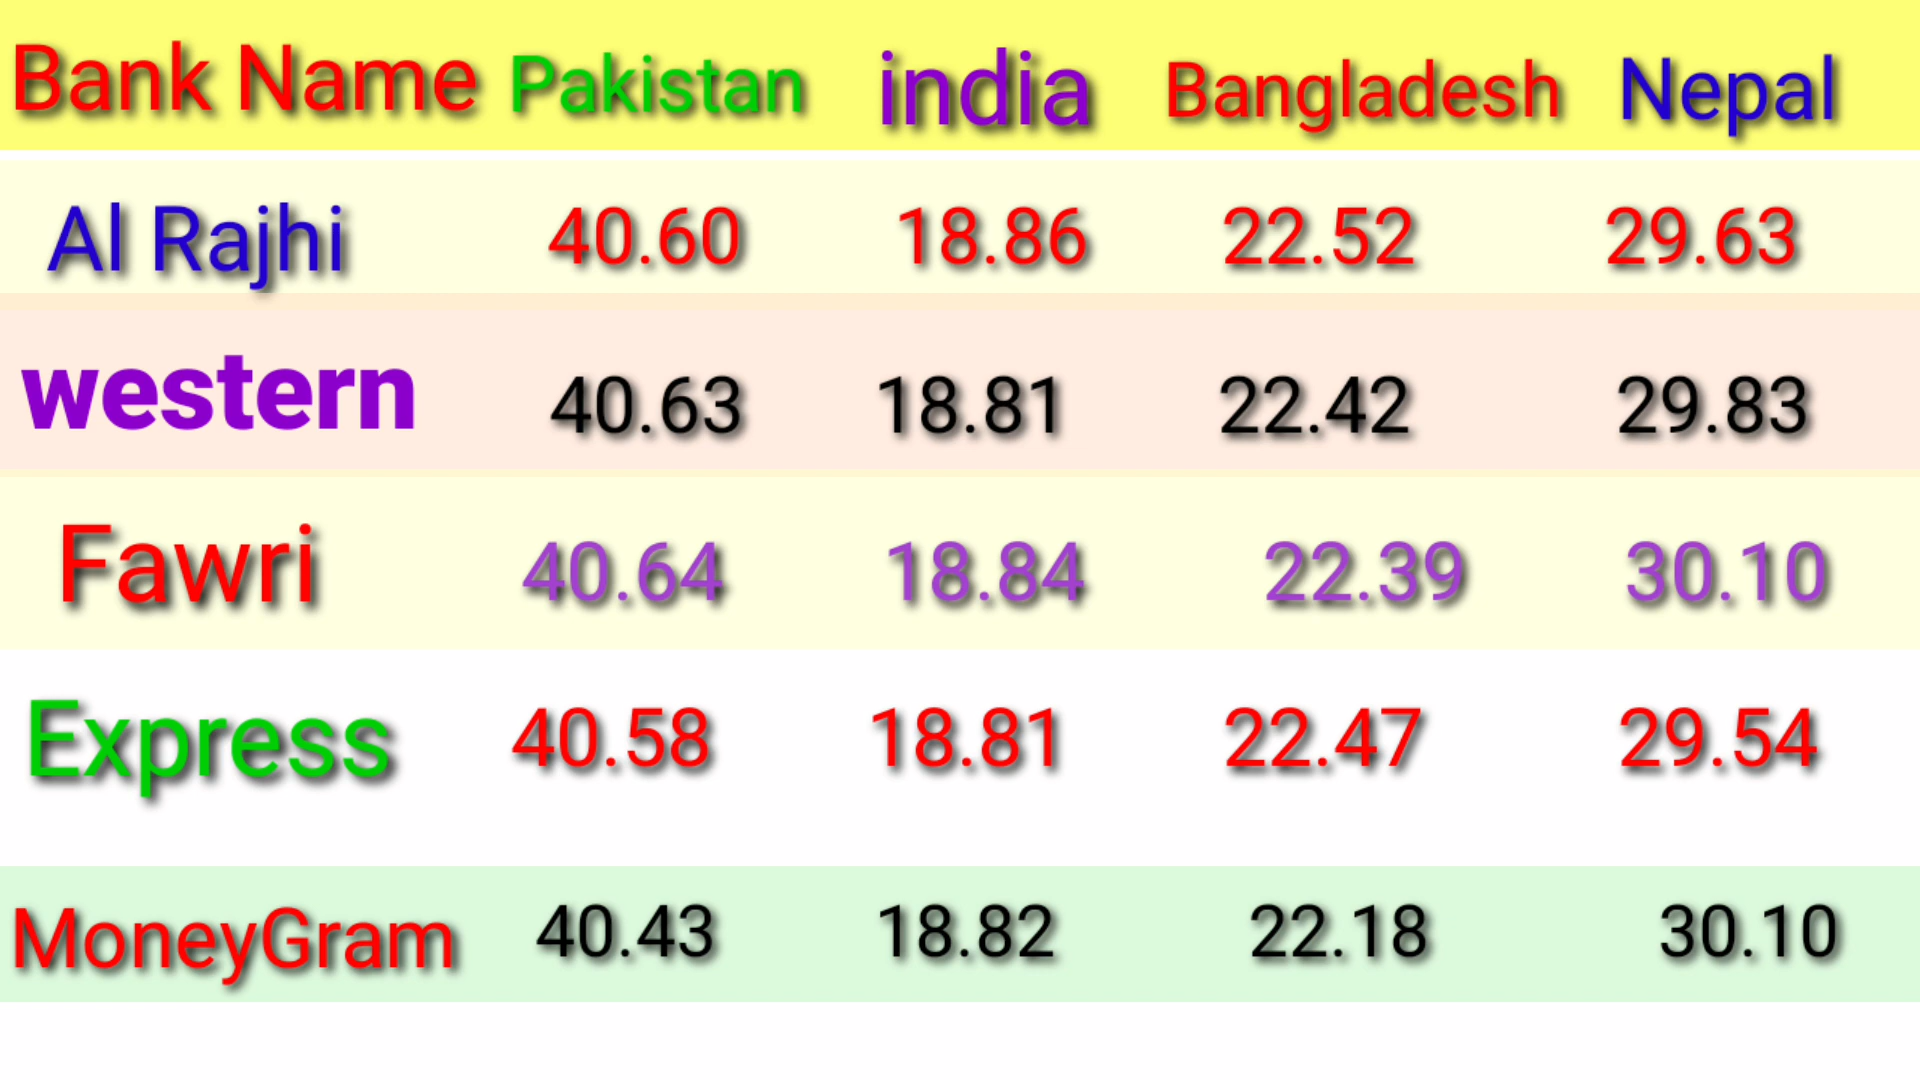 Bank Name Pakistan india Bangladesh Nepal
Al Rajhi 40.60 18.86 22.52 29.63
western 40.63 18.81 22.42 29.83
Fawri 40.64 18.84 22.39 30.10
Express 40.58 18.81 22.47 29.54
MoneyGram 40.43 18.82 22.18 30.10